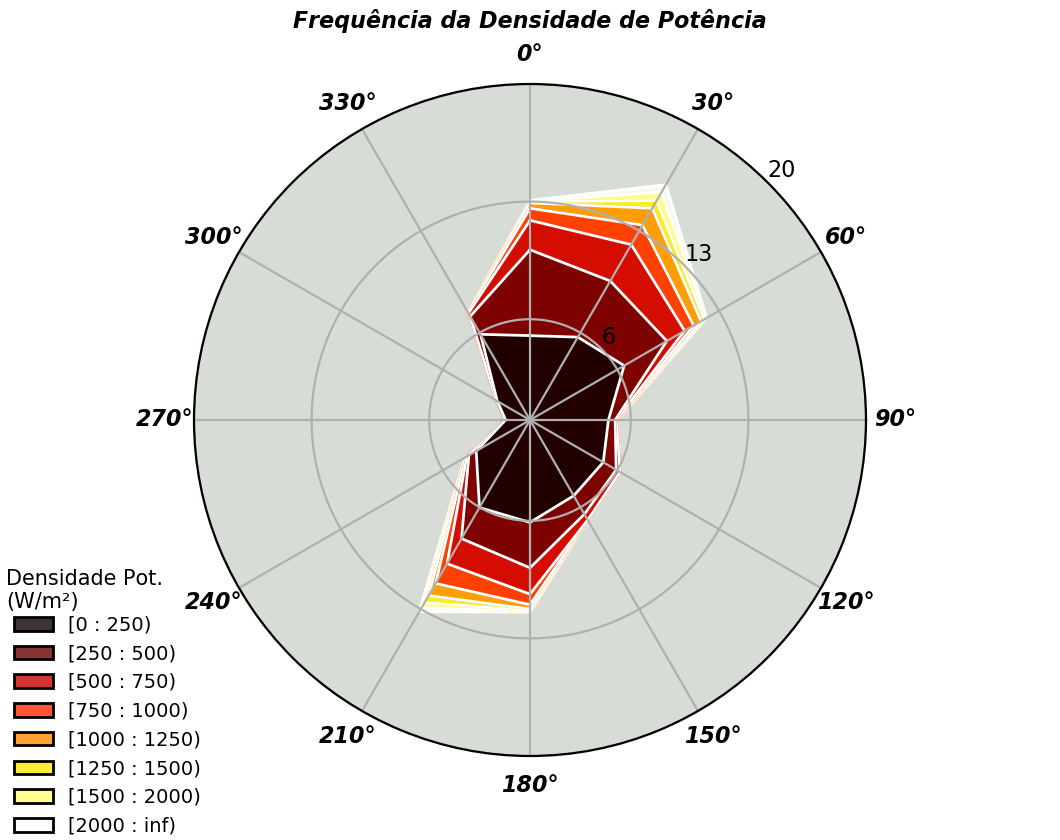 Frequência da Densidade de Potência
0°
330°
30°
20
300°
60°
13
6
270°
90°
240°
120°
210°
150°
180°
Densidade Pot.
(W/m²)
[0 : 250)
[250 : 500)
[500 : 750)
[750 : 1000)
[1000 : 1250)
[1250 : 1500)
[1500 : 2000)
[2000 : inf)